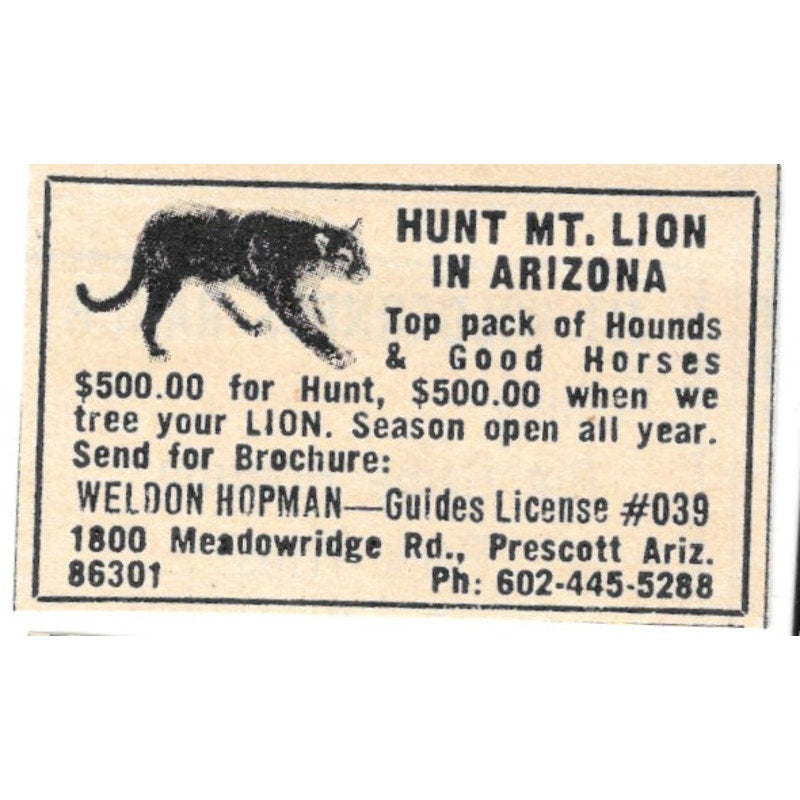 HUNT MT. LION
IN ARIZONA
Top pack of Hounds
& Good Horses
$500.00 for Hunt, $500.00 when we
tree your LION. Season open all year.
Send for Brochure:
WELDON HOPMAN—Guides License #039
1800 Meadowridge Rd., Prescott Ariz.
86301 Ph: 602-445-5288